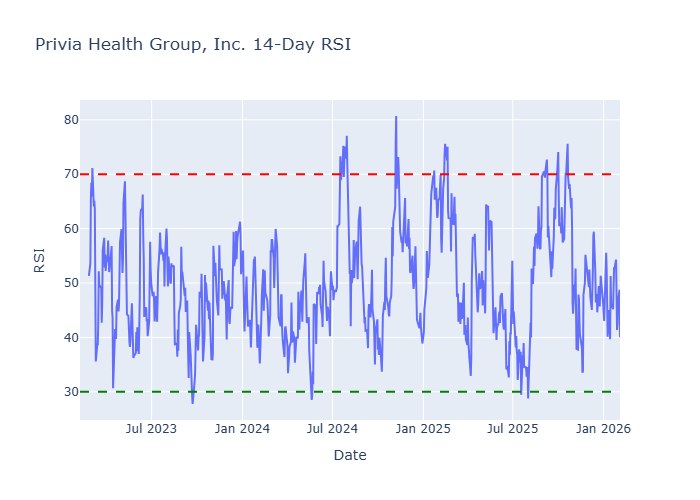 Privia Health Group, Inc. 14-Day RSI
80
70
60
50
40
30
RSI
Jul 2023
Jan 2024
Jul 2024
Jan 2025
Jul 2025
Jan 2026
Date